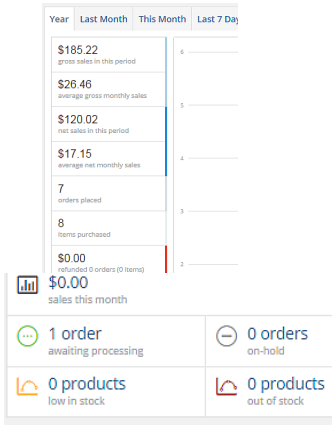 Year Last Month This Month Last 7 Day
$185.22
gross sales in this period
$26.46
average gross monthly sales
$120.02
net sales in this period
$17.15
average net monthly sales
7
orders placed
8
items purchased
$0.00
refunded 0 orders (0 items)
6
5
4
3
2
$0.00
sales this month
1 order
awaiting processing
0 orders
on-hold
0 products
low in stock
0 products
out of stock